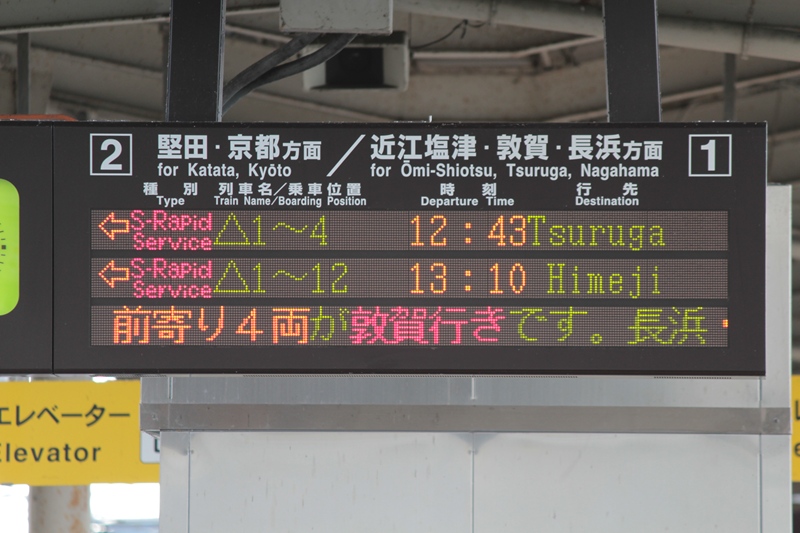 2 堅田・京都方面 ／ 近江塩津・敦賀・長浜方面 1
for Katata, Kyōto for Ōmi-Shiotsu, Tsuruga, Nagahama
種別 列車名／乗車位置 時刻 行先
Type Train Name/Boarding Position Departure Time Destination
←S-Rapid Service △1～4 12:43 Tsuruga
←S-Rapid Service △1～12 13:10 Himeji
前寄り４両が敦賀行きです。長浜・
エレベーター
Elevator